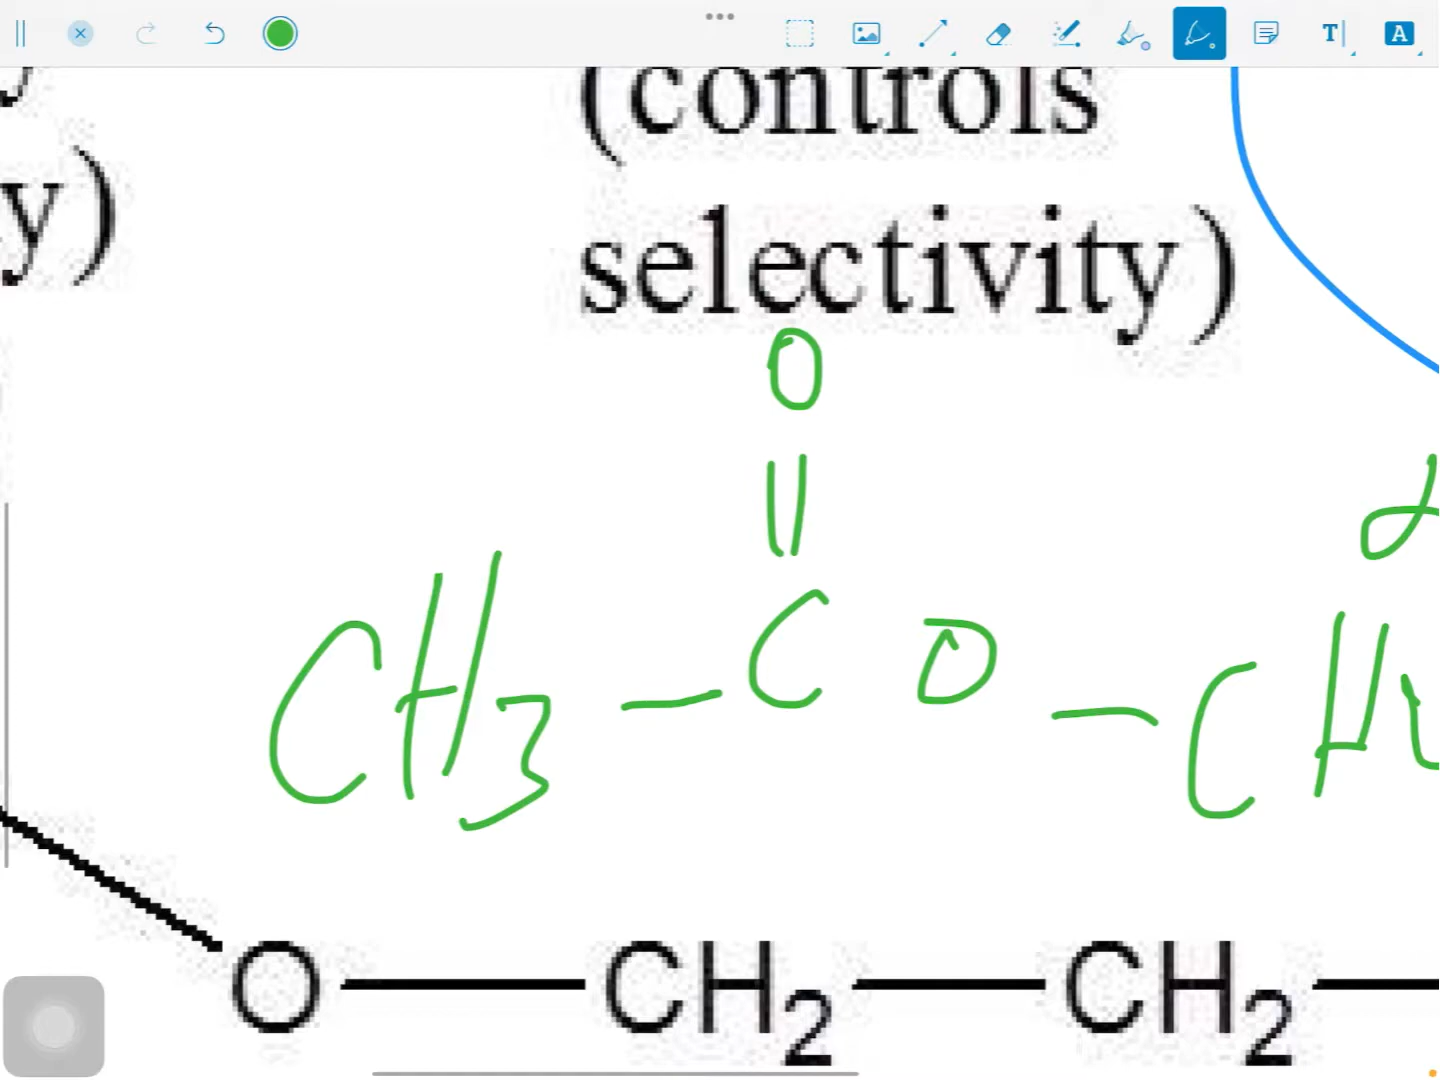 (controls
y)
selectivity)
O
||
CH3 - C O - CH
O — CH2 — CH2 —